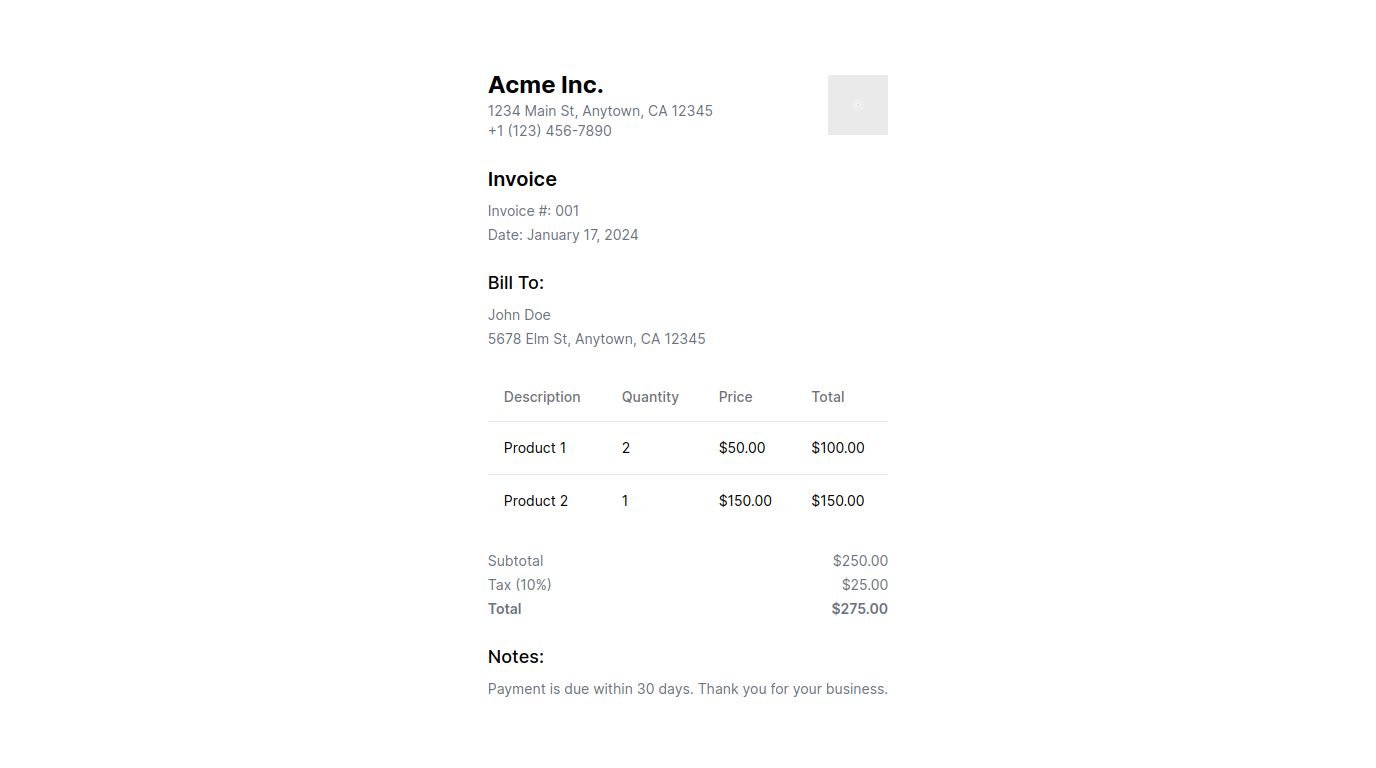 Acme Inc.
1234 Main St, Anytown, CA 12345
+1 (123) 456-7890
Invoice
Invoice #: 001
Date: January 17, 2024
Bill To:
John Doe
5678 Elm St, Anytown, CA 12345
Description Quantity Price Total
Product 1 2 $50.00 $100.00
Product 2 1 $150.00 $150.00
Subtotal $250.00
Tax (10%) $25.00
Total $275.00
Notes:
Payment is due within 30 days. Thank you for your business.